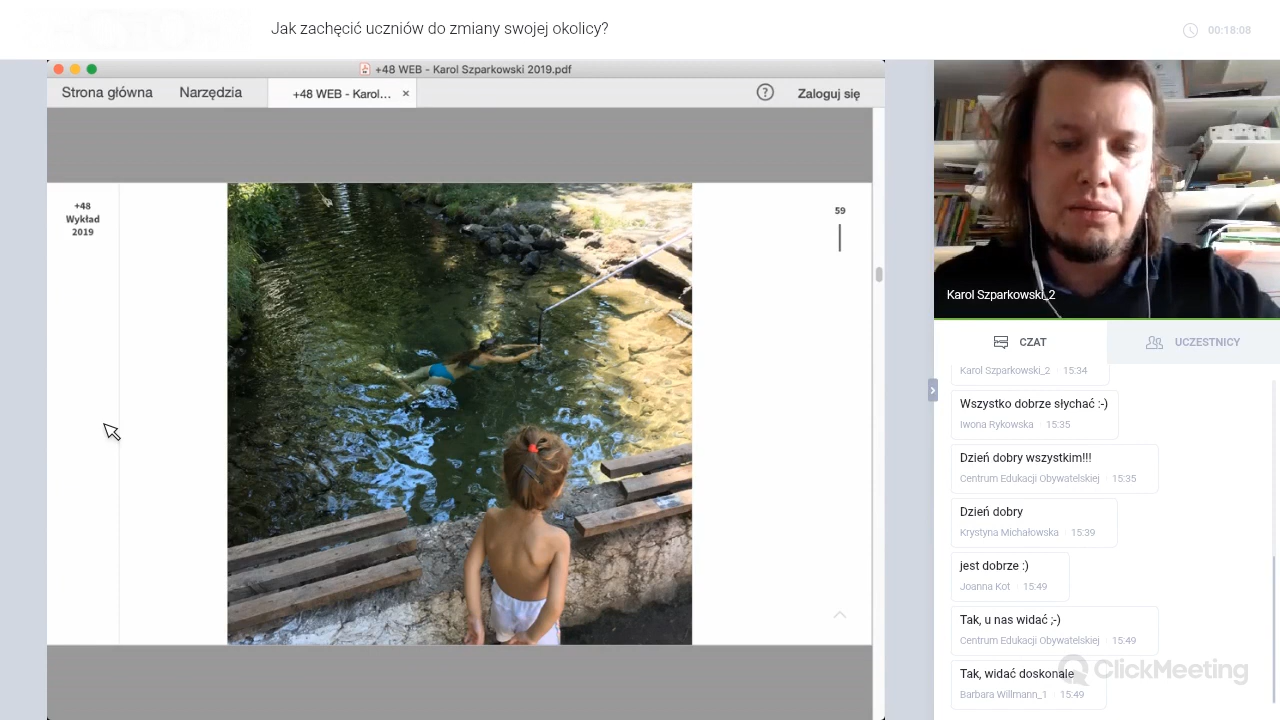 Jak zachęcić uczniów do zmiany swojej okolicy?
00:18:08
+48 WEB - Karol Szparkowski 2019.pdf
Strona główna
Narzędzia
+48 WEB - Karol... ×
?
Zaloguj się
+48
Wykład
2019
59
Karol Szparkowski_2
CZAT
UCZESTNICY
Karol Szparkowski_2 15:34
Wszystko dobrze słychać :-)
Iwona Rykowska 15:35
Dzień dobry wszystkim!!!
Centrum Edukacji Obywatelskiej 15:35
Dzień dobry
Krystyna Michałowska 15:39
jest dobrze :)
Joanna Kot 15:49
Tak, u nas widać ;-)
Centrum Edukacji Obywatelskiej 15:49
Tak, widać doskonale
Barbara Willmann_1 15:49
ClickMeeting